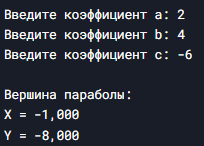 Введите коэффициент a: 2
Введите коэффициент b: 4
Введите коэффициент c: -6
Вершина параболы:
X = -1,000
Y = -8,000